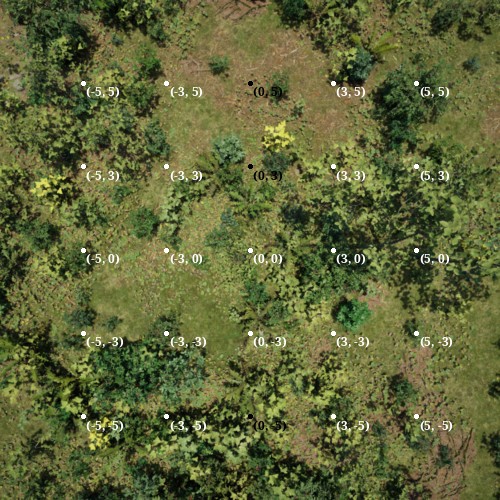 (-5, 5) (-3, 5) (0, 5) (3, 5) (5, 5)
(-5, 3) (-3, 3) (0, 3) (3, 3) (5, 3)
(-5, 0) (-3, 0) (0, 0) (3, 0) (5, 0)
(-5, -3) (-3, -3) (0, -3) (3, -3) (5, -3)
(-5, -5) (-3, -5) (0, -5) (3, -5) (5, -5)